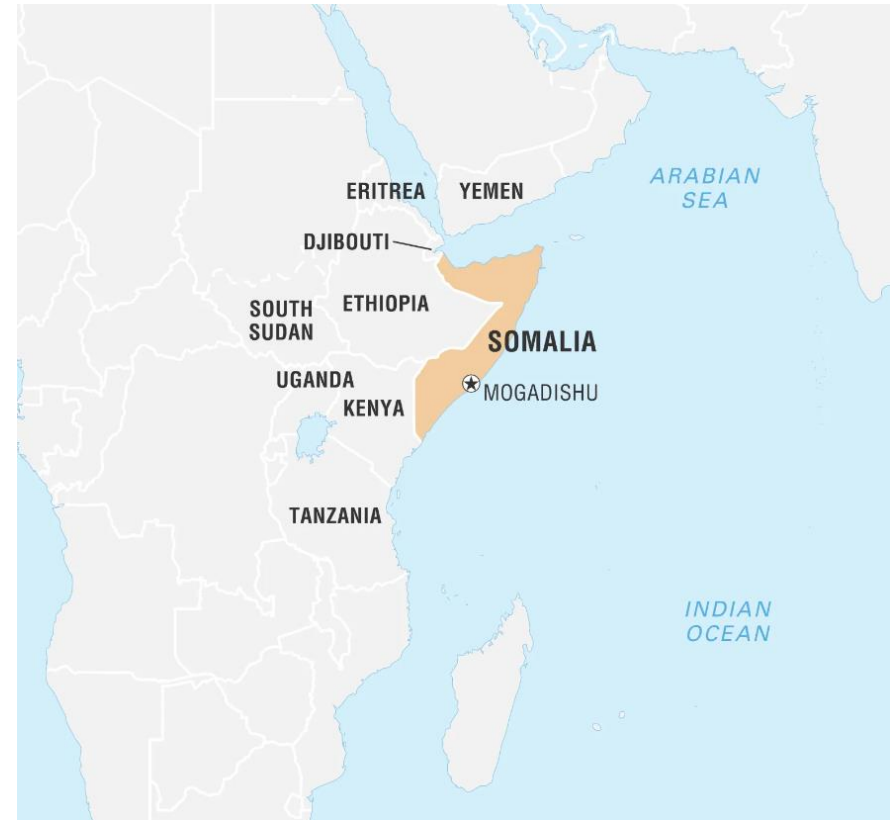 ARABIAN
SEA
ERITREA
YEMEN
DJIBOUTI
SOUTH
SUDAN
ETHIOPIA
SOMALIA
UGANDA
KENYA
MOGADISHU
TANZANIA
INDIAN
OCEAN